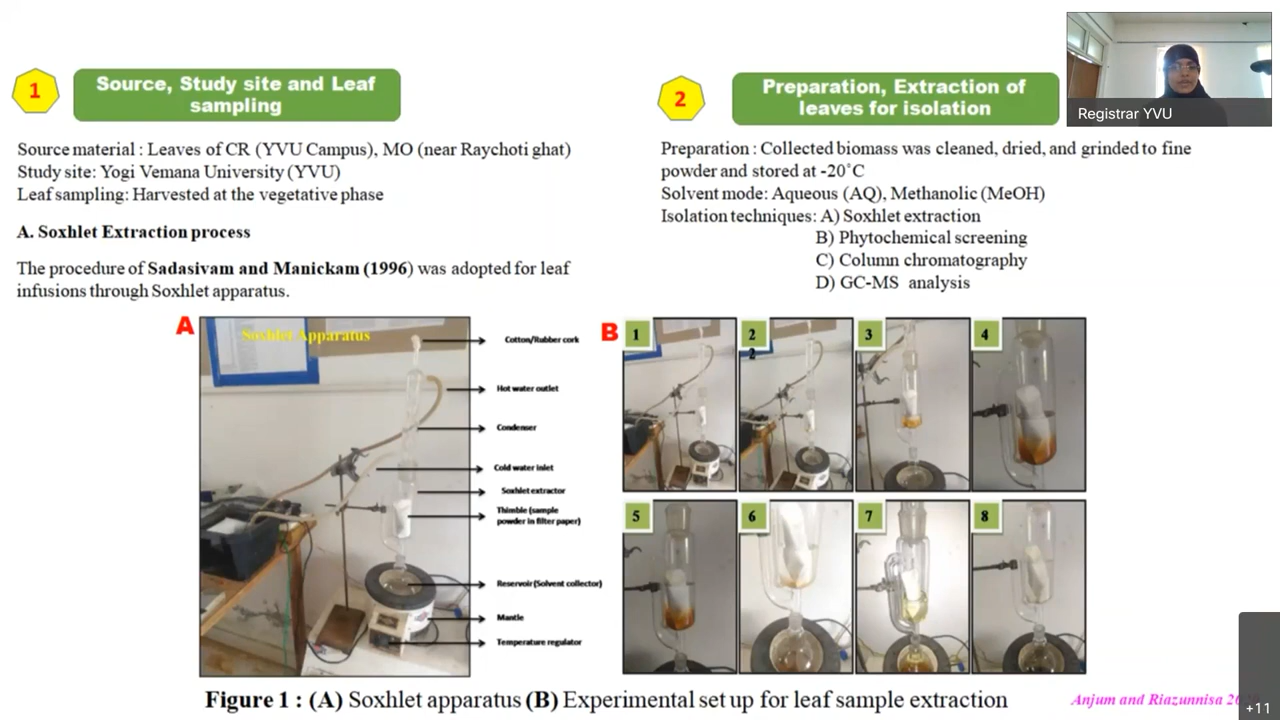 1
Source, Study site and Leaf
sampling
Source material : Leaves of CR (YVU Campus), MO (near Raychoti ghat)
Study site: Yogi Vemana University (YVU)
Leaf sampling: Harvested at the vegetative phase
A. Soxhlet Extraction process
The procedure of Sadasivam and Manickam (1996) was adopted for leaf
infusions through Soxhlet apparatus.
2
Preparation, Extraction of
leaves for isolation
Registrar YVU
Preparation : Collected biomass was cleaned, dried, and grinded to fine
powder and stored at -20˚C
Solvent mode: Aqueous (AQ), Methanolic (MeOH)
Isolation techniques: A) Soxhlet extraction
B) Phytochemical screening
C) Column chromatography
D) GC-MS analysis
A
Soxhlet Apparatus
Cotton/Rubber cork
Hot water outlet
Condenser
Cold water inlet
Soxhlet extractor
Thimble (sample
powder in filter paper)
Reservoir(Solvent collector)
Mantle
Temperature regulator
B
1
2
2
3
4
5
6
7
8
Figure 1 : (A) Soxhlet apparatus (B) Experimental set up for leaf sample extraction
Anjum and Riazunnisa
+11